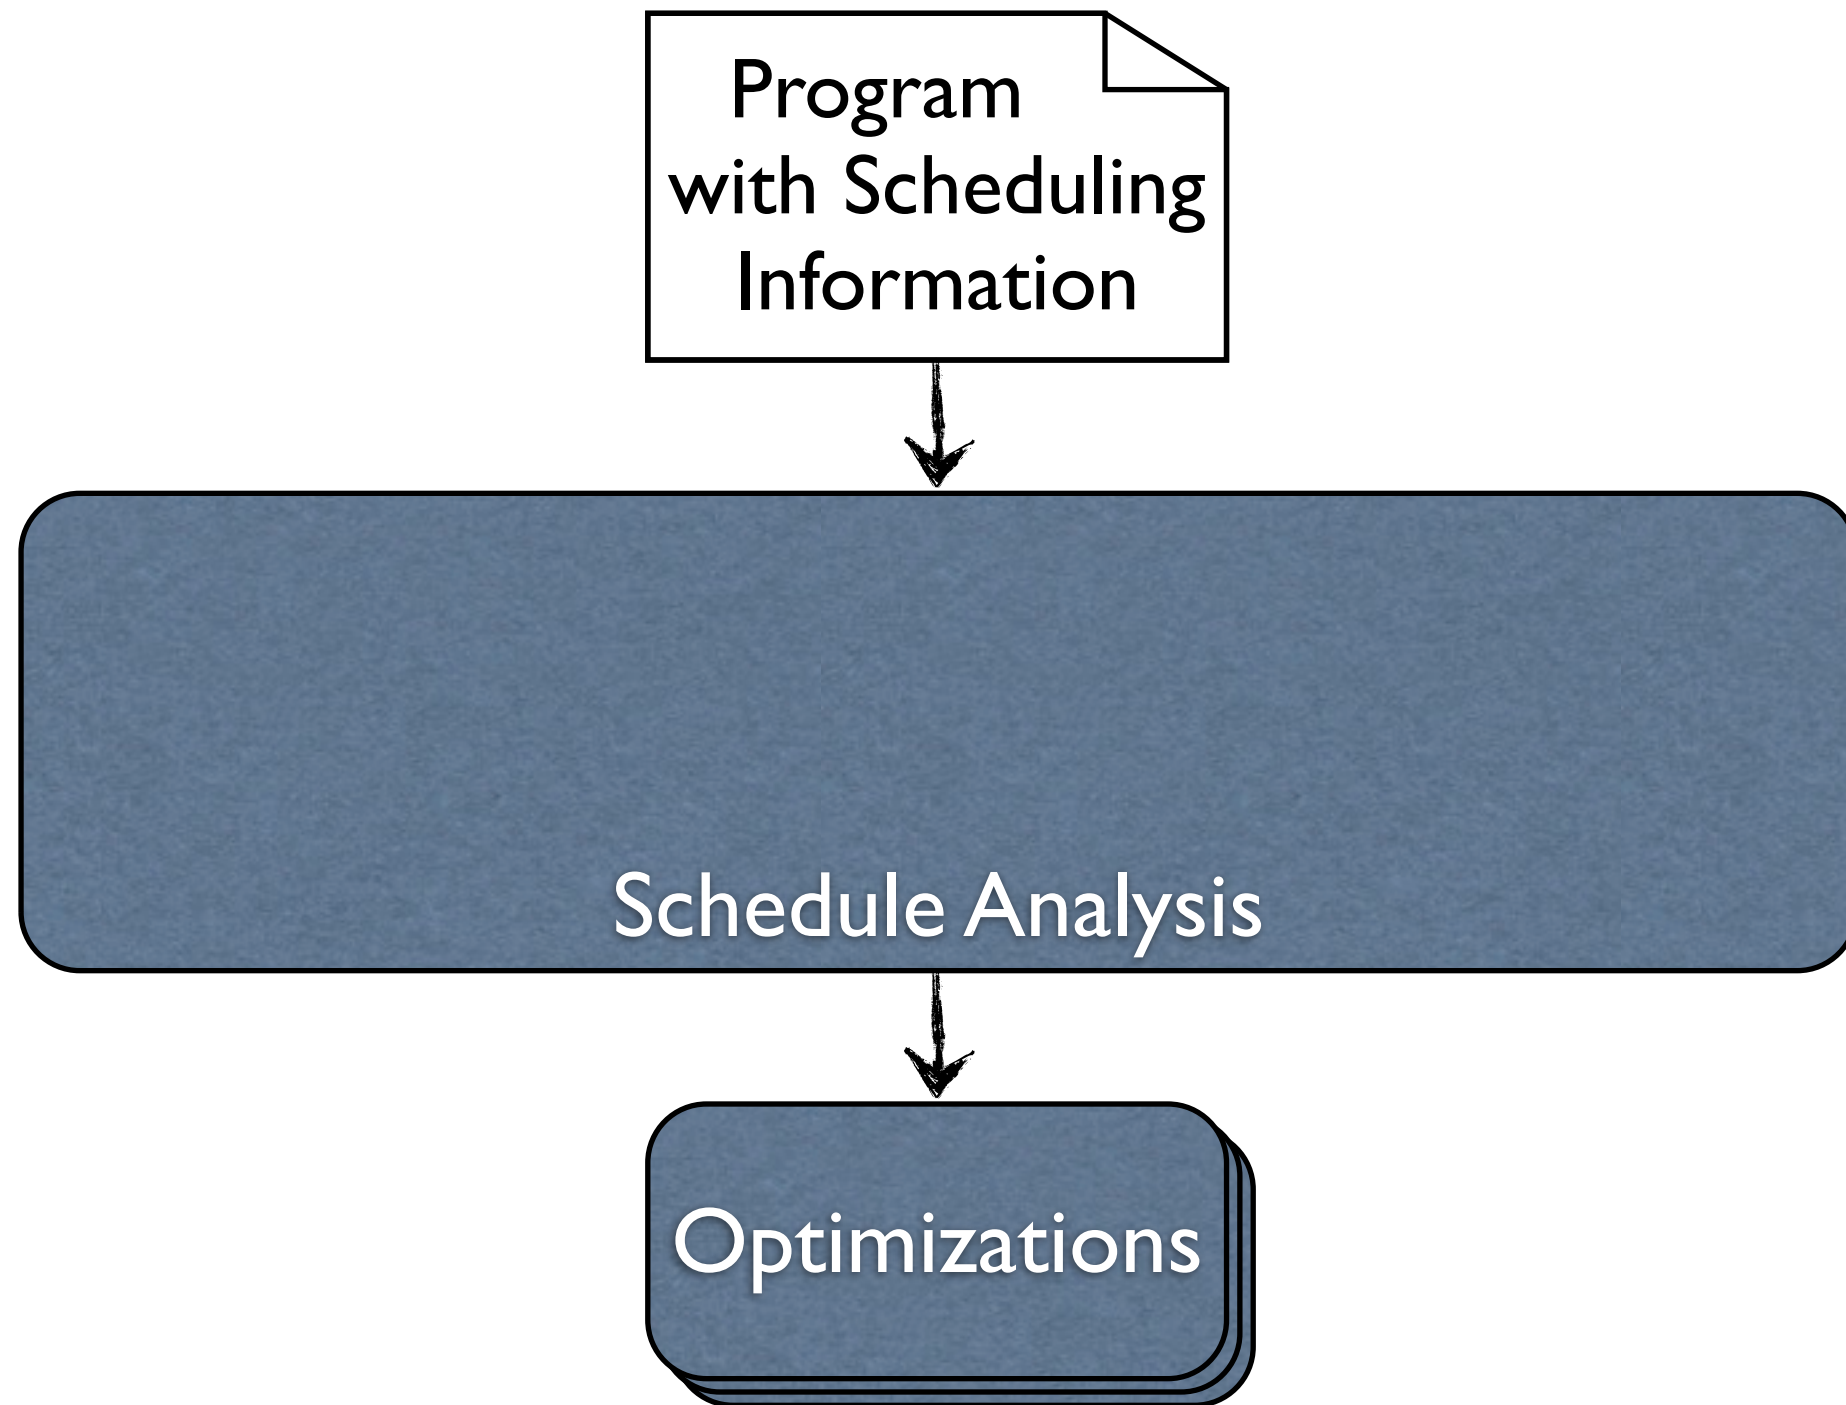 Program
with Scheduling
Information
Schedule Analysis
Optimizations